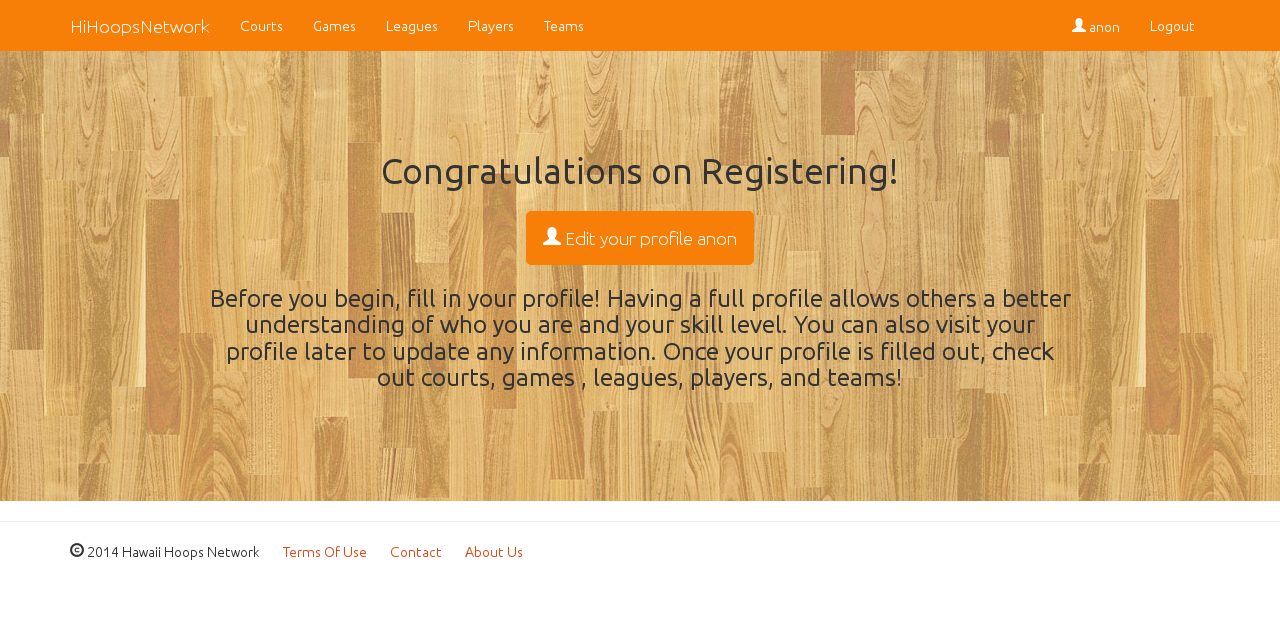 HiHoopsNetwork Courts Games Leagues Players Teams anon Logout
Congratulations on Registering!
Edit your profile anon
Before you begin, fill in your profile! Having a full profile allows others a better
understanding of who you are and your skill level. You can also visit your
profile later to update any information. Once your profile is filled out, check
out courts, games , leagues, players, and teams!
© 2014 Hawaii Hoops Network Terms Of Use Contact About Us